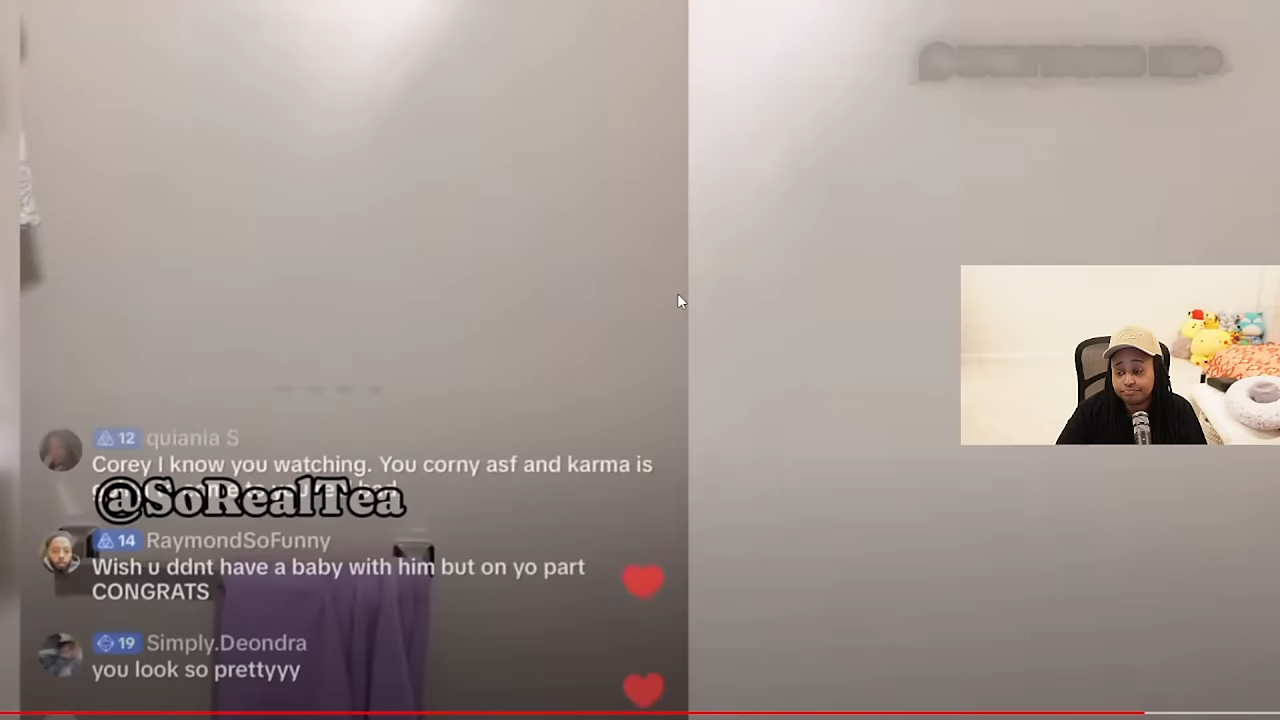 12 quiania S
Corey I know you watching. You corny asf and karma is
@SoRealTea
14 RaymondSoFunny
Wish u ddnt have a baby with him but on yo part
CONGRATS
19 Simply.Deondra
you look so prettyyy